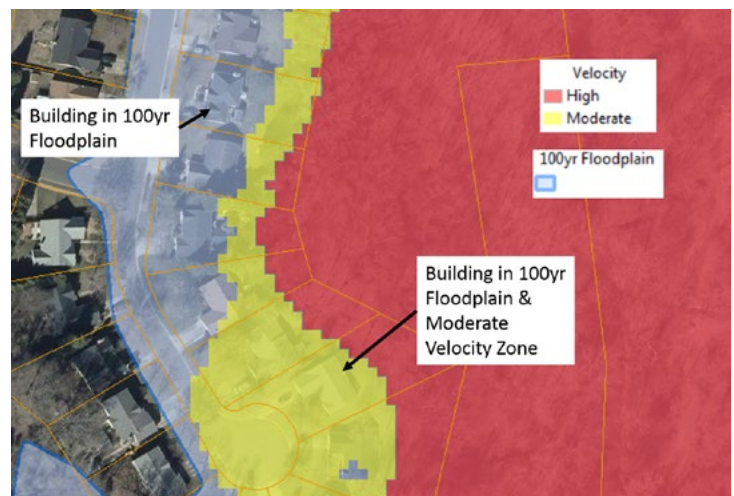 Velocity
High
Moderate
100yr Floodplain
Building in 100yr
Floodplain
Building in 100yr
Floodplain &
Moderate
Velocity Zone